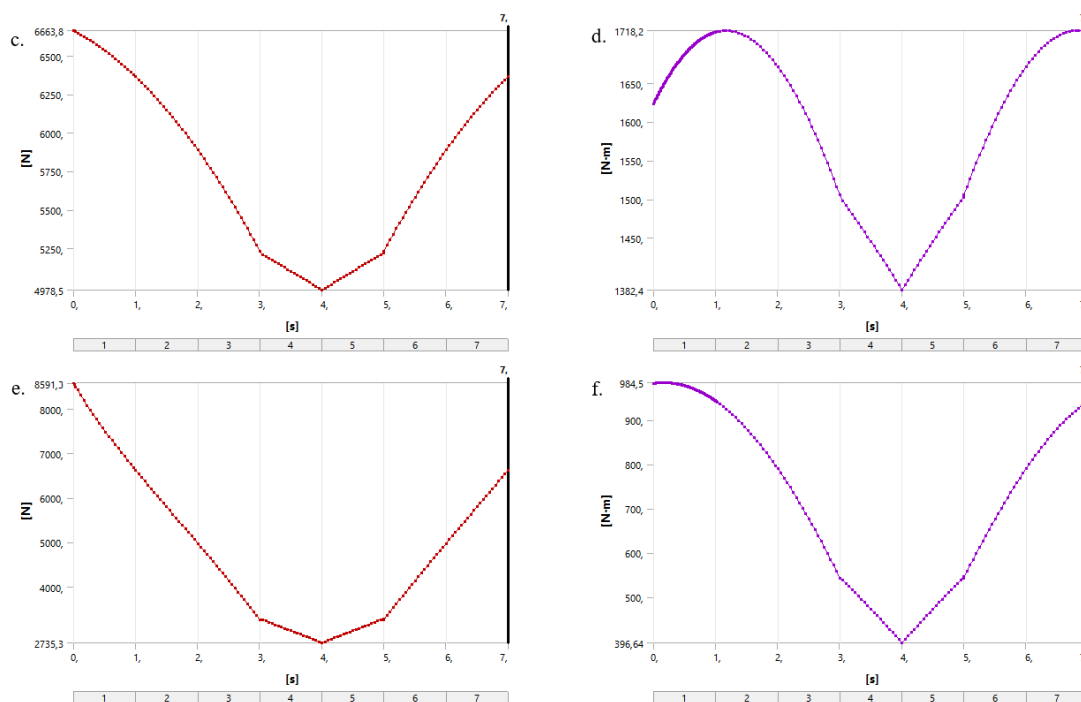 7,
c.
6663,8
6500,
6250,
6000,
5750,
5500,
5250,
4978,5
[N]
0, 1, 2, 3, 4, 5, 6, 7,
[s]
1 2 3 4 5 6 7
d.
1718,2
1650,
1600,
1550,
1500,
1450,
1382,4
[N·m]
0, 1, 2, 3, 4, 5, 6,
[s]
1 2 3 4 5 6 7
7,
e.
8591,3
8000,
7000,
6000,
5000,
4000,
2735,3
[N]
0, 1, 2, 3, 4, 5, 6, 7,
[s]
1 2 3 4 5 6 7
f.
984,5
900,
800,
700,
600,
500,
396,64
[N·m]
0, 1, 2, 3, 4, 5, 6,
[s]
1 2 3 4 5 6 7